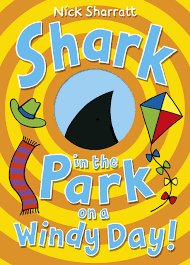 Nick Sharratt
Shark
in the
Park
on a
Windy Day!